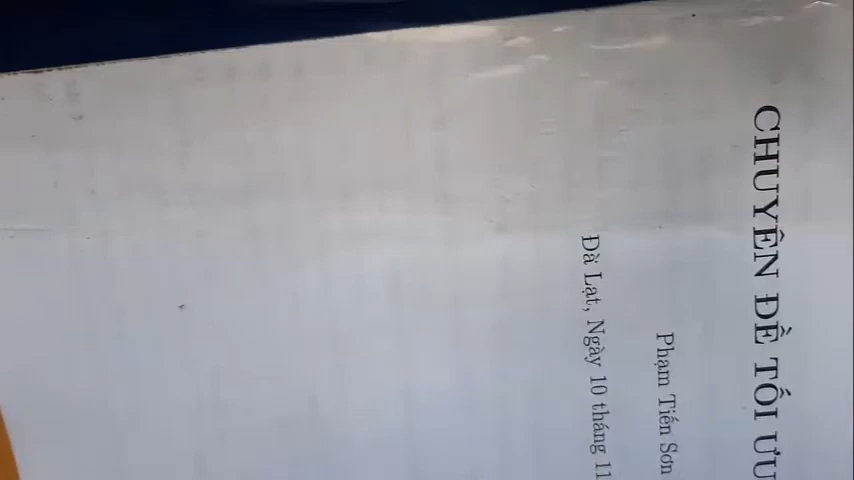 CHUYÊN ĐỀ TỐI ƯU
Phạm Tiến Sơn
Đà Lạt, Ngày 10 tháng 11